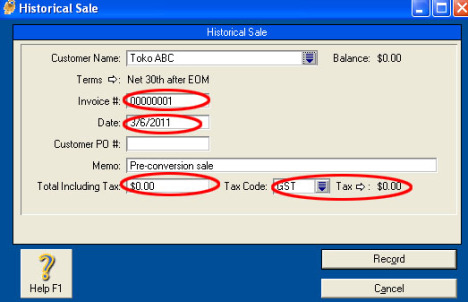 Historical Sale
Historical Sale
Customer Name: Toko ABC Balance: $0.00
Terms ⇨: Net 30th after EOM
Invoice #: 00000001
Date: 3/6/2011
Customer PO #:
Memo: Pre-conversion sale
Total Including Tax: $0.00 Tax Code: GST Tax ⇨: $0.00
Record
Help F1 Cancel